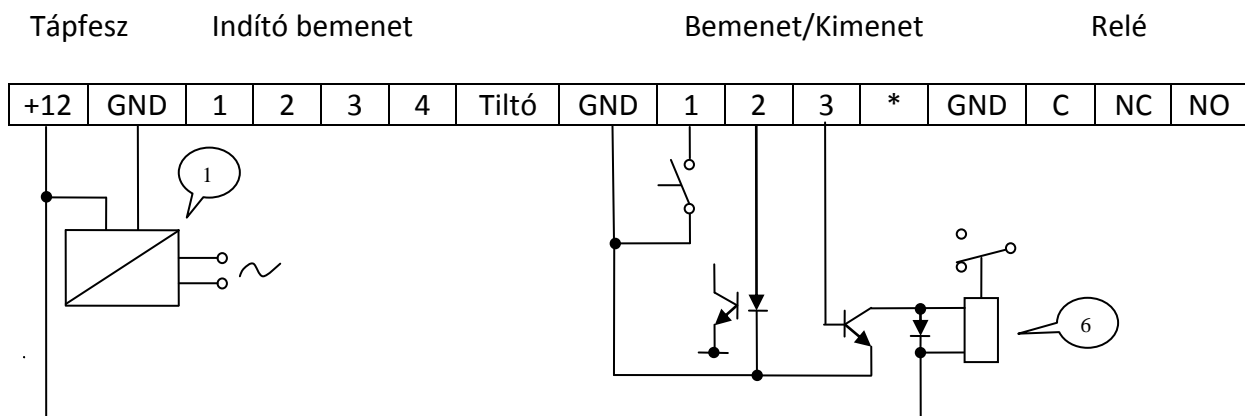 Tápfesz Indító bemenet Bemenet/Kimenet Relé
+12 GND 1 2 3 4 Tiltó GND 1 2 3 * GND C NC NO
1
6